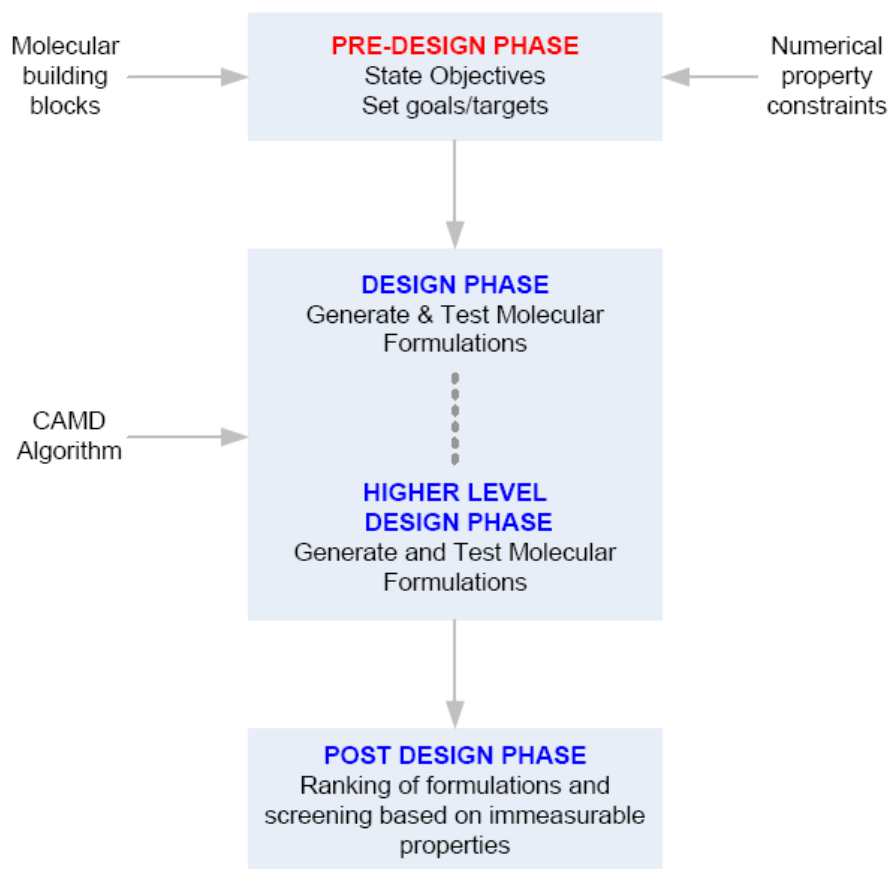 Molecular
building
blocks
PRE-DESIGN PHASE
State Objectives
Set goals/targets
Numerical
property
constraints
DESIGN PHASE
Generate & Test Molecular
Formulations
CAMD
Algorithm
HIGHER LEVEL
DESIGN PHASE
Generate and Test Molecular
Formulations
POST DESIGN PHASE
Ranking of formulations and
screening based on immeasurable
properties